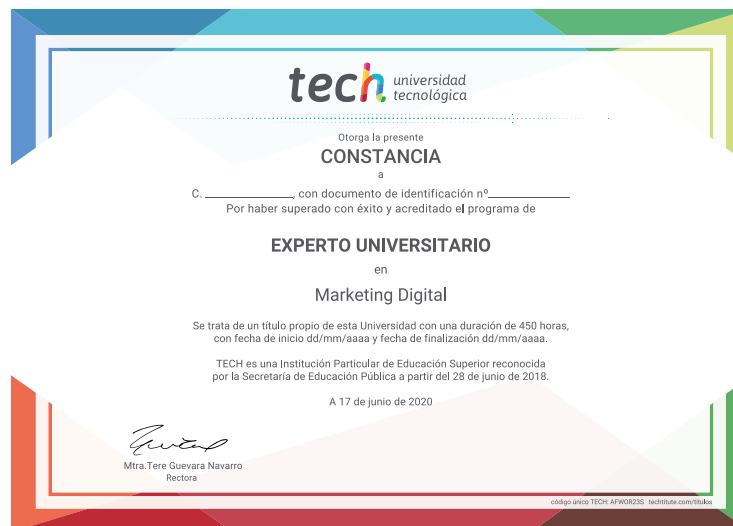 tech universidad
tecnológica
Otorga la presente
CONSTANCIA
a
C. ______________, con documento de identificación nº_____________
Por haber superado con éxito y acreditado el programa de
EXPERTO UNIVERSITARIO
en
Marketing Digital
Se trata de un título propio de esta Universidad con una duración de 450 horas,
con fecha de inicio dd/mm/aaaa y fecha de finalización dd/mm/aaaa.
TECH es una Institución Particular de Educación Superior reconocida
por la Secretaría de Educación Pública a partir del 28 de junio de 2018.
A 17 de junio de 2020
Mtra.Tere Guevara Navarro
Rectora
código único TECH: AFWOR23S techtitute.com/titulos